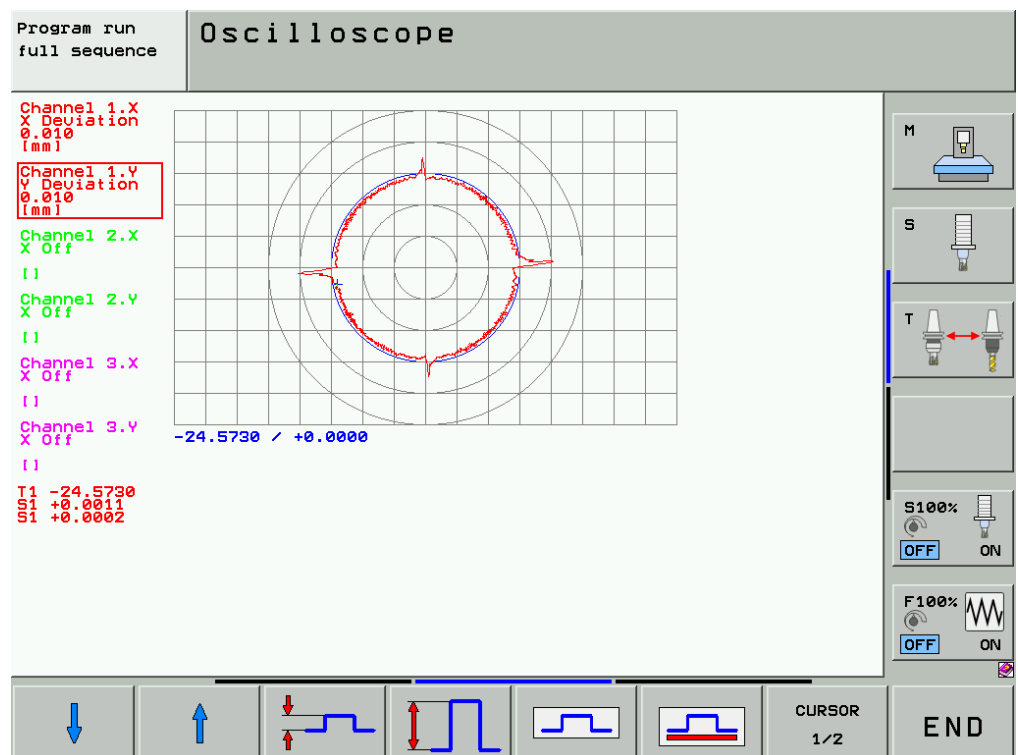 Program run
full sequence
Oscilloscope
Channel 1.X
X Deviation
0.010
[mm]
Channel 1.Y
Y Deviation
0.010
[mm]
Channel 2.X
X Off
[]
Channel 2.Y
X Off
[]
Channel 3.X
X Off
[]
Channel 3.Y
X Off
[]
T1 -24.5730
S1 +0.0011
S1 +0.0002
-24.5730 / +0.0000
M
S
T
S100%
OFF ON
F100%
OFF ON
CURSOR
1/2
END